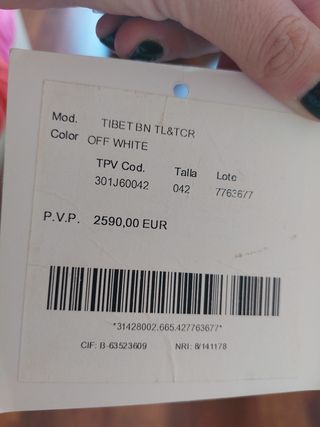 Mod. TIBET BN TL&TCR
Color OFF WHITE
TPV Cod. Talla Lote
301J60042 042 7763677
P.V.P. 2590,00 EUR
*31428002.665.427763677*
CIF: B-63523609 NRI: 8/141178